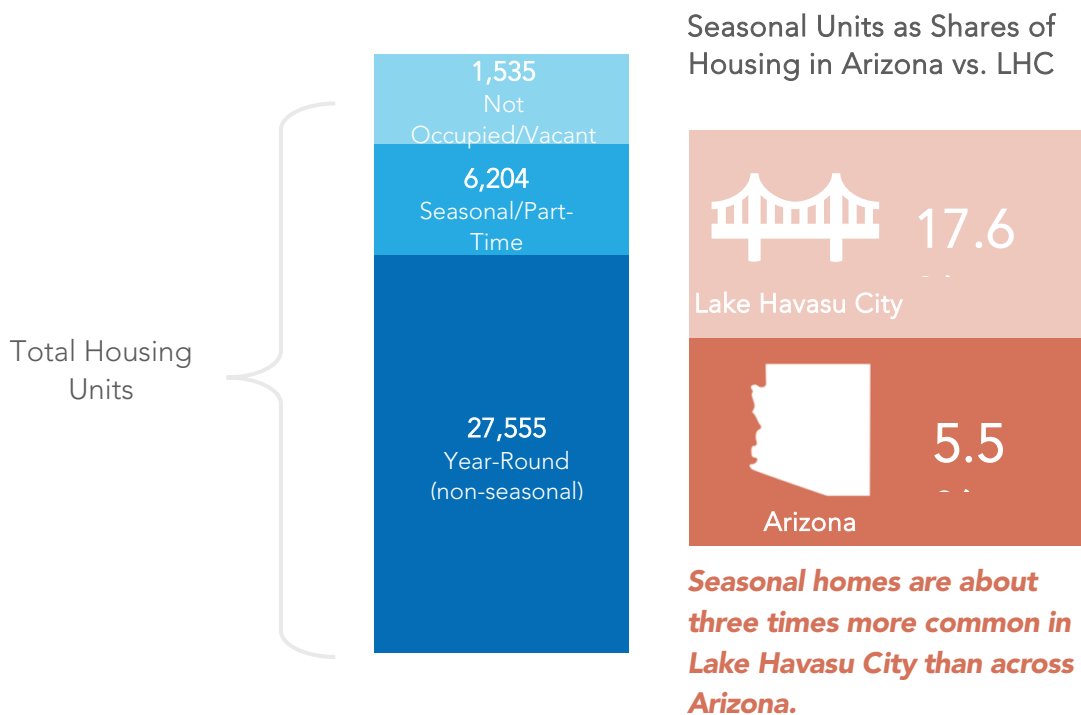 Total Housing
Units
1,535
Not
Occupied/Vacant
6,204
Seasonal/Part-
Time
27,555
Year-Round
(non-seasonal)
Seasonal Units as Shares of
Housing in Arizona vs. LHC
17.6
Lake Havasu City
5.5
Arizona
Seasonal homes are about
three times more common in
Lake Havasu City than across
Arizona.